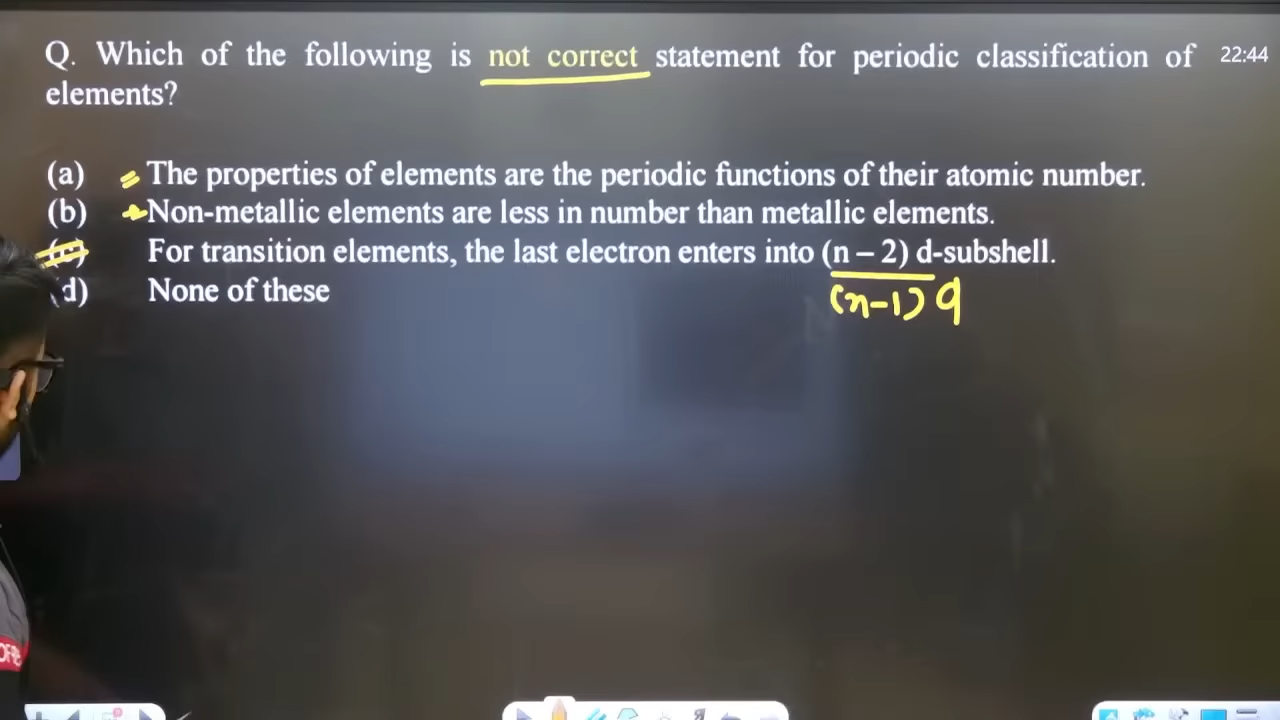 Q. Which of the following is not correct statement for periodic classification of
22:44
elements?
(a) The properties of elements are the periodic functions of their atomic number.
(b) Non-metallic elements are less in number than metallic elements.
(c) For transition elements, the last electron enters into (n – 2) d-subshell.
(d) None of these
(n-1)